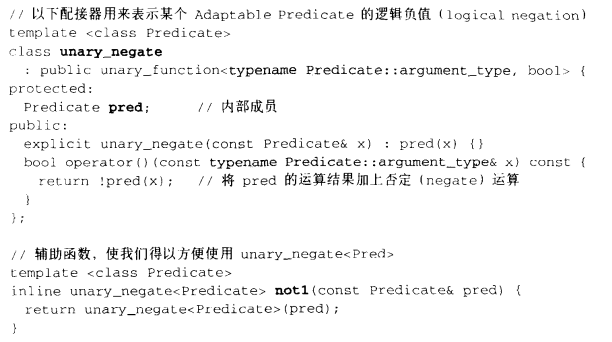 // 以下配接器用来表示某个 Adaptable Predicate 的逻辑负值 (logical negation)
template <class Predicate>
class unary_negate
  : public unary_function<typename Predicate::argument_type, bool> {
protected:
  Predicate pred;      // 内部成员
public:
  explicit unary_negate(const Predicate& x) : pred(x) {}
  bool operator()(const typename Predicate::argument_type& x) const {
    return !pred(x);   // 将 pred 的运算结果加上否定 (negate) 运算
  }
};

// 辅助函数，使我们得以方便使用 unary_negate<Pred>
template <class Predicate>
inline unary_negate<Predicate> not1(const Predicate& pred) {
  return unary_negate<Predicate>(pred);
}